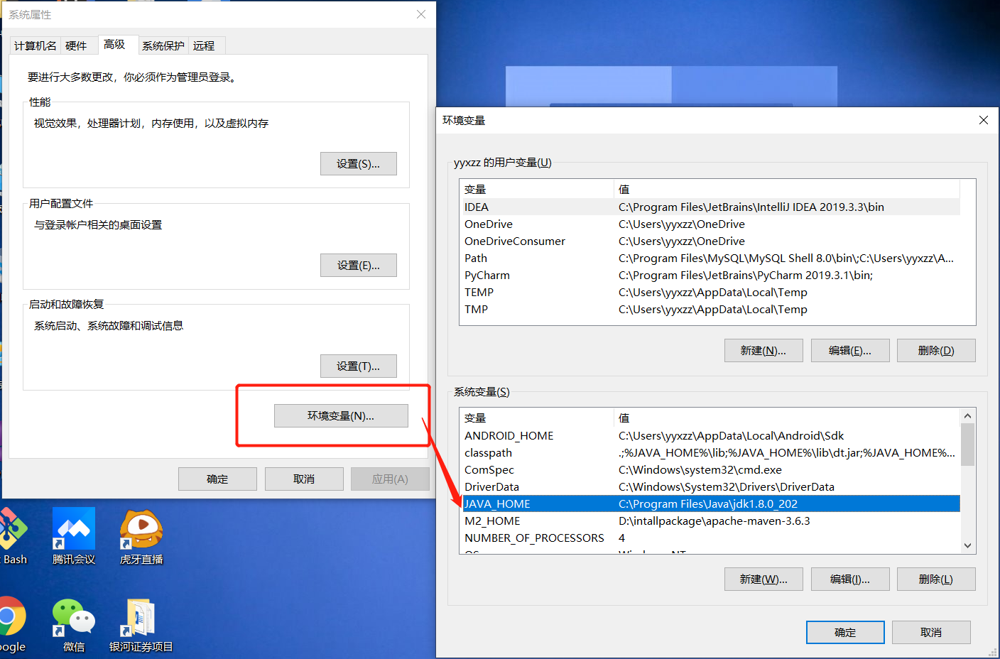 系统属性
计算机名 硬件 高级 系统保护 远程
要进行大多数更改，你必须作为管理员登录。
性能
视觉效果，处理器计划，内存使用，以及虚拟内存
设置(S)...
用户配置文件
与登录帐户相关的桌面设置
设置(E)...
启动和故障恢复
系统启动、系统故障和调试信息
设置(T)...
环境变量(N)...
确定 取消 应用(A)
环境变量
yyxzz 的用户变量(U)
变量 值
IDEA C:\Program Files\JetBrains\IntelliJ IDEA 2019.3.3\bin
OneDrive C:\Users\yyxzz\OneDrive
OneDriveConsumer C:\Users\yyxzz\OneDrive
Path C:\Program Files\MySQL\MySQL Shell 8.0\bin\;C:\Users\yyxzz\A...
PyCharm C:\Program Files\JetBrains\PyCharm 2019.3.1\bin;
TEMP C:\Users\yyxzz\AppData\Local\Temp
TMP C:\Users\yyxzz\AppData\Local\Temp
新建(N)... 编辑(E)... 删除(D)
系统变量(S)
变量 值
ANDROID_HOME C:\Users\yyxzz\AppData\Local\Android\Sdk
classpath .;%JAVA_HOME%\lib;%JAVA_HOME%\lib\dt.jar;%JAVA_HOME%...
ComSpec C:\Windows\system32\cmd.exe
DriverData C:\Windows\System32\Drivers\DriverData
JAVA_HOME C:\Program Files\Java\jdk1.8.0_202
M2_HOME D:\intallpackage\apache-maven-3.6.3
NUMBER_OF_PROCESSORS 4
OS Windows_NT
新建(W)... 编辑(I)... 删除(L)
确定 取消
Bash 腾讯会议 虎牙直播
oogle 微信 银河证券项目